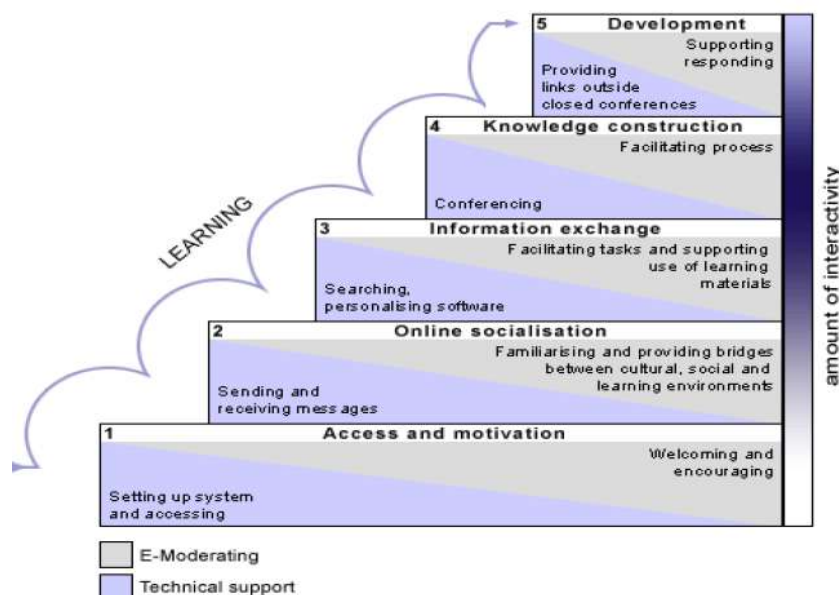 5 Development
Supporting
responding
Providing
links outside
closed conferences
4 Knowledge construction
Facilitating process
Conferencing
3 Information exchange
Facilitating tasks and supporting
use of learning
materials
Searching,
personalising software
2 Online socialisation
Familiarising and providing bridges
between cultural, social and
learning environments
Sending and
receiving messages
1 Access and motivation
Welcoming and
encouraging
Setting up system
and accessing
LEARNING
amount of interactivity
E-Moderating
Technical support